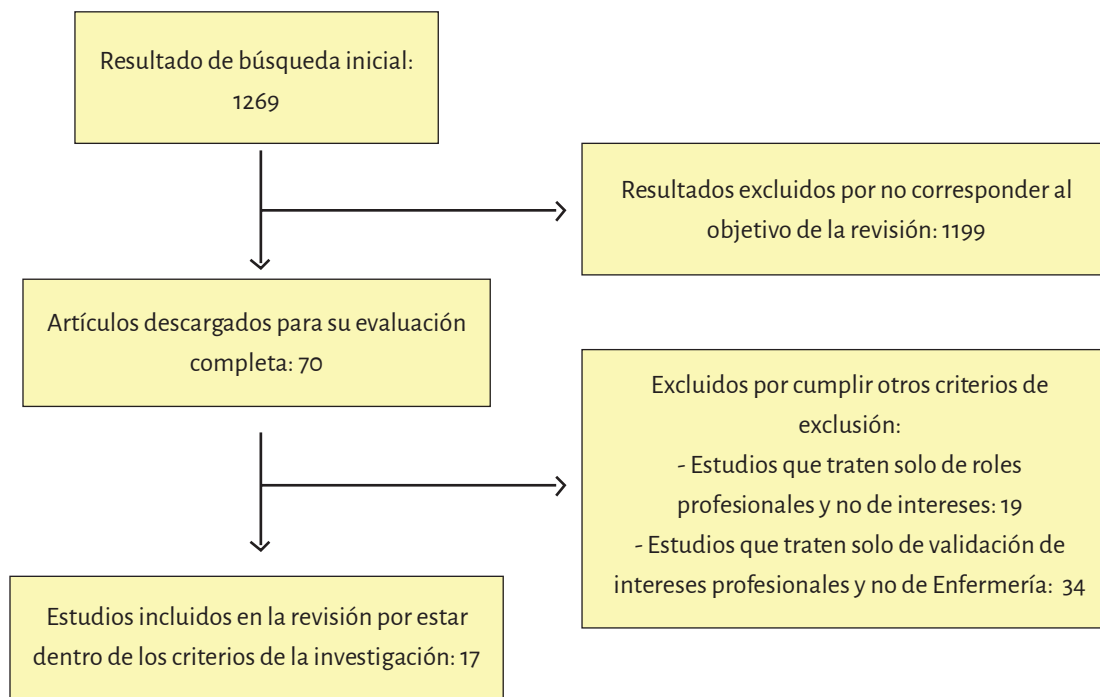 Resultado de búsqueda inicial:
1269
Resultados excluidos por no corresponder al
objetivo de la revisión: 1199
Artículos descargados para su evaluación
completa: 70
Excluidos por cumplir otros criterios de
exclusión:
- Estudios que traten solo de roles
profesionales y no de intereses: 19
- Estudios que traten solo de validación de
intereses profesionales y no de Enfermería: 34
Estudios incluidos en la revisión por estar
dentro de los criterios de la investigación: 17